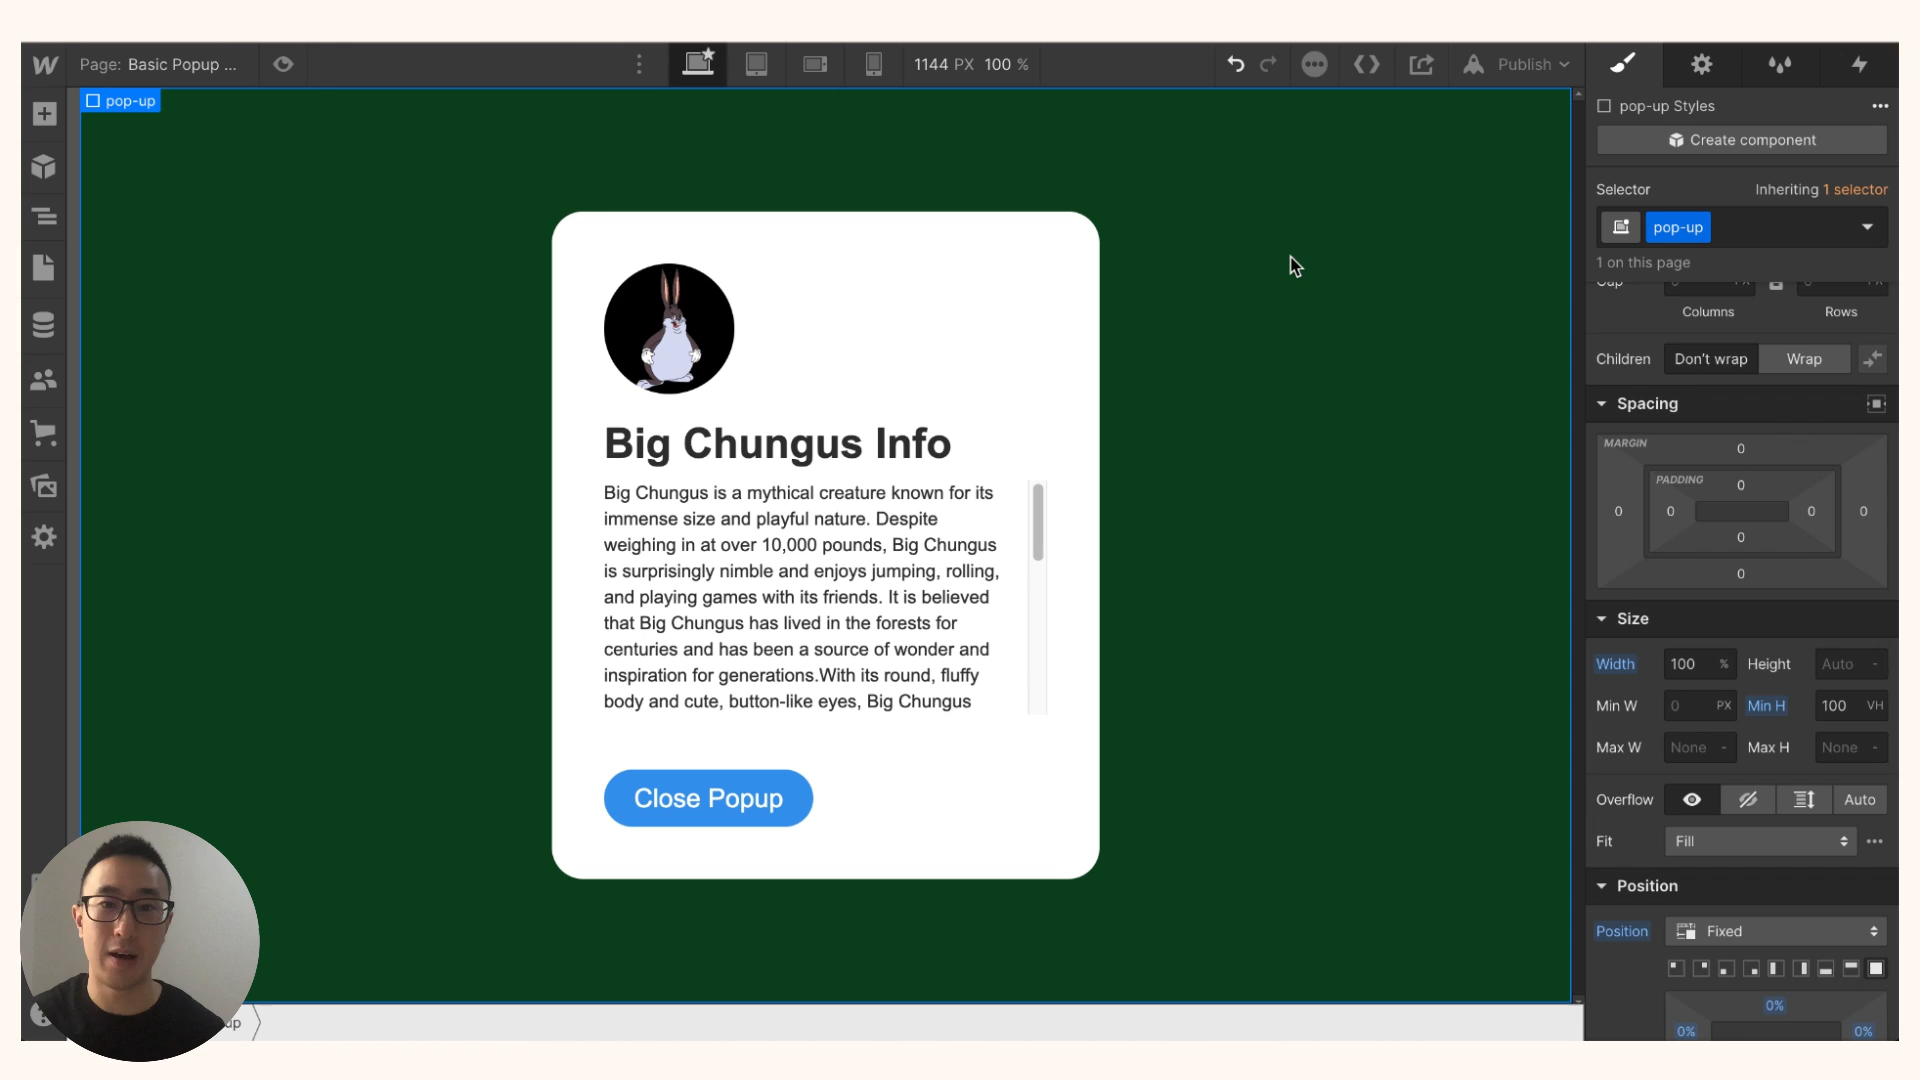 Page: Basic Popup ...
1144 PX 100 %
Publish
pop-up
Big Chungus Info
Big Chungus is a mythical creature known for its
immense size and playful nature. Despite
weighing in at over 10,000 pounds, Big Chungus
is surprisingly nimble and enjoys jumping, rolling,
and playing games with its friends. It is believed
that Big Chungus has lived in the forests for
centuries and has been a source of wonder and
inspiration for generations.With its round, fluffy
body and cute, button-like eyes, Big Chungus
Close Popup
up
pop-up Styles
Create component
Selector Inheriting 1 selector
pop-up
1 on this page
Gap
Columns Rows
Children Don't wrap Wrap
Spacing
MARGIN
0
PADDING
0
0 0 0 0
0
0
Size
Width 100 % Height Auto -
Min W 0 PX Min H 100 VH
Max W None - Max H None -
Overflow Auto
Fit Fill
Position
Position Fixed
0%
0% 0%